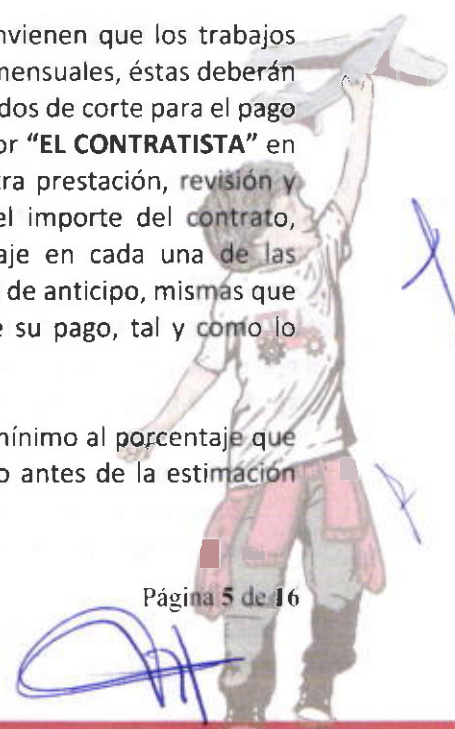 nvienen que los trabajos
mensuales, éstas deberán
dos de corte para el pago
or "EL CONTRATISTA" en
tra prestación, revisión y
el importe del contrato,
aje en cada una de las
de anticipo, mismas que
e su pago, tal y como lo
mínimo al porcentaje que
o antes de la estimación
Página 5 de 16